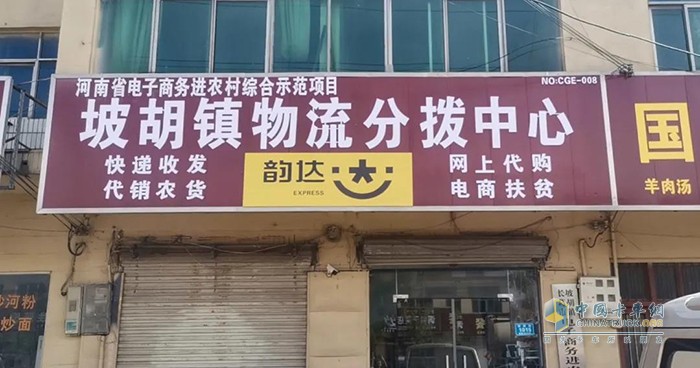 河南省电子商务进农村综合示范项目
NO:CGE-008
坡胡镇物流分拨中心
快递收发
代销农货
韵达
EXPRESS
网上代购
电商扶贫
国
羊肉汤
河粉
炒面
中国卡车网
CHINATRUCK.ORG